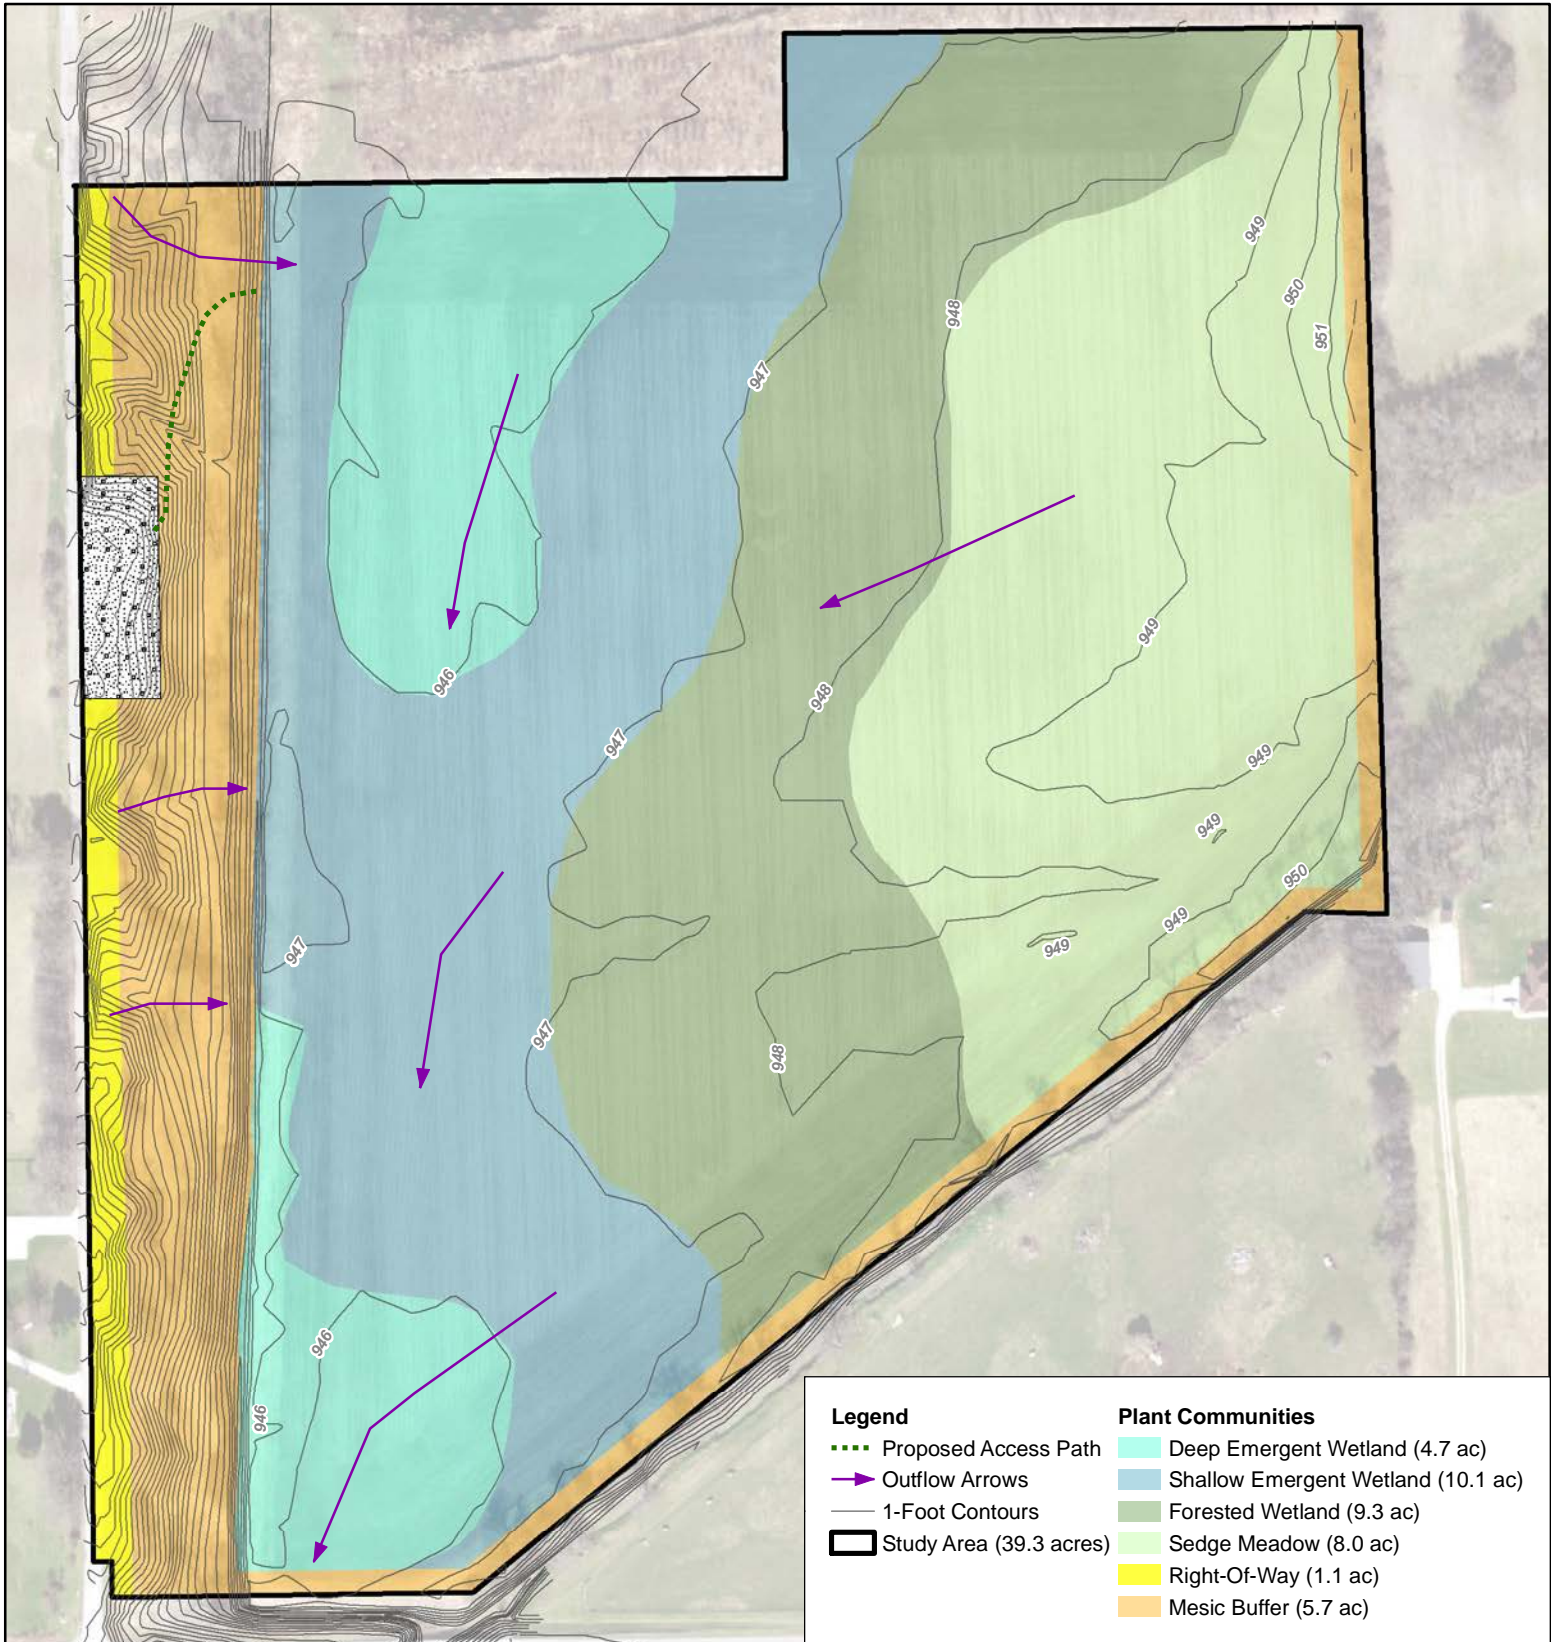 949
950
951
948
947
949
946
948
947
949
949
950
949
949
947
947
948
946
946
Legend
Proposed Access Path
Outflow Arrows
1-Foot Contours
Study Area (39.3 acres)
Plant Communities
Deep Emergent Wetland (4.7 ac)
Shallow Emergent Wetland (10.1 ac)
Forested Wetland (9.3 ac)
Sedge Meadow (8.0 ac)
Right-Of-Way (1.1 ac)
Mesic Buffer (5.7 ac)